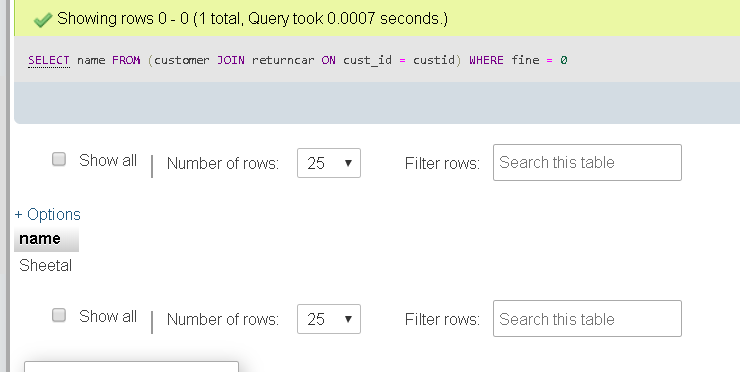 Showing rows 0 - 0 (1 total, Query took 0.0007 seconds.)
SELECT name FROM (customer JOIN returncar ON cust_id = custid) WHERE fine = 0
Show all | Number of rows: 25 ▼ Filter rows: Search this table
+ Options
name
Sheetal
Show all | Number of rows: 25 ▼ Filter rows: Search this table